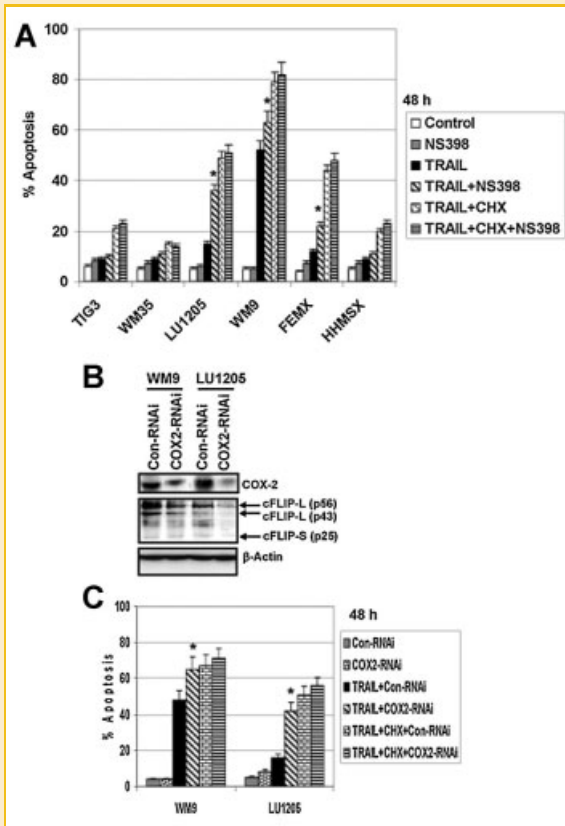 A
% Apoptosis
80
60
40
20
0
TIG3
WM35
LU1205
WM9
FEMX
HHMSX
*
*
*
48 h
Control
NS398
TRAIL
TRAIL+NS398
TRAIL+CHX
TRAIL+CHX+NS398
B
WM9 LU1205
Con-RNAi
COX2-RNAi
Con-RNAi
COX2-RNAi
COX-2
cFLIP-L (p56)
cFLIP-L (p43)
cFLIP-S (p25)
β-Actin
C
% Apoptosis
100
80
60
40
20
0
WM9
LU1205
*
*
48 h
Con-RNAi
COX2-RNAi
TRAIL+Con-RNAi
TRAIL+COX2-RNAi
TRAIL+CHX+Con-RNAi
TRAIL+CHX+COX2-RNAi